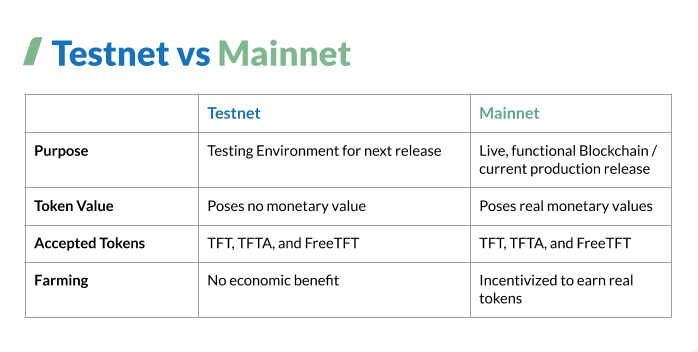 Testnet vs Mainnet
Testnet
Mainnet
Purpose
Testing Environment for next release
Live, functional Blockchain /
current production release
Token Value
Poses no monetary value
Poses real monetary values
Accepted Tokens
TFT, TFTA, and FreeTFT
TFT, TFTA, and FreeTFT
Farming
No economic benefit
Incentivized to earn real
tokens